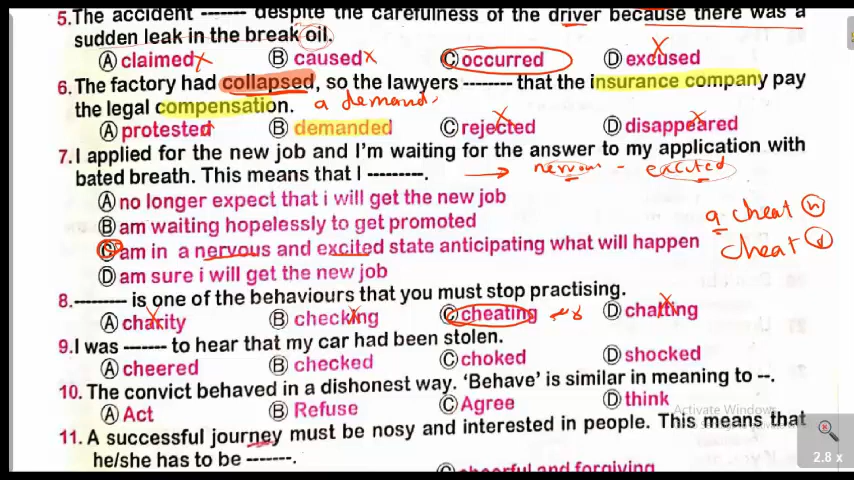 5.The accident -------- despite the carefulness of the driver because there was a
sudden leak in the break oil.
Ⓐ claimed Ⓑ caused Ⓒ occurred Ⓓ excused
6.The factory had collapsed, so the lawyers -------- that the insurance company pay
the legal compensation. a demand.
Ⓐ protested Ⓑ demanded Ⓒ rejected Ⓓ disappeared
7.I applied for the new job and I'm waiting for the answer to my application with
bated breath. This means that I ---------. → nervous - excited
Ⓐ no longer expect that i will get the new job
Ⓑ am waiting hopelessly to get promoted a cheat (n)
Ⓒ am in a nervous and excited state anticipating what will happen cheat (v)
Ⓓ am sure i will get the new job
8.--------- is one of the behaviours that you must stop practising.
Ⓐ charity Ⓑ checking Ⓒ cheating Ⓓ chatting
9.I was ------- to hear that my car had been stolen.
Ⓐ cheered Ⓑ checked Ⓒ choked Ⓓ shocked
10. The convict behaved in a dishonest way. 'Behave' is similar in meaning to --.
Ⓐ Act Ⓑ Refuse Ⓒ Agree Ⓓ think
Activate Windows
11. A successful journey must be nosy and interested in people. This means that
he/she has to be -------.
Ⓒ cheerful and forgiving
2.8 x